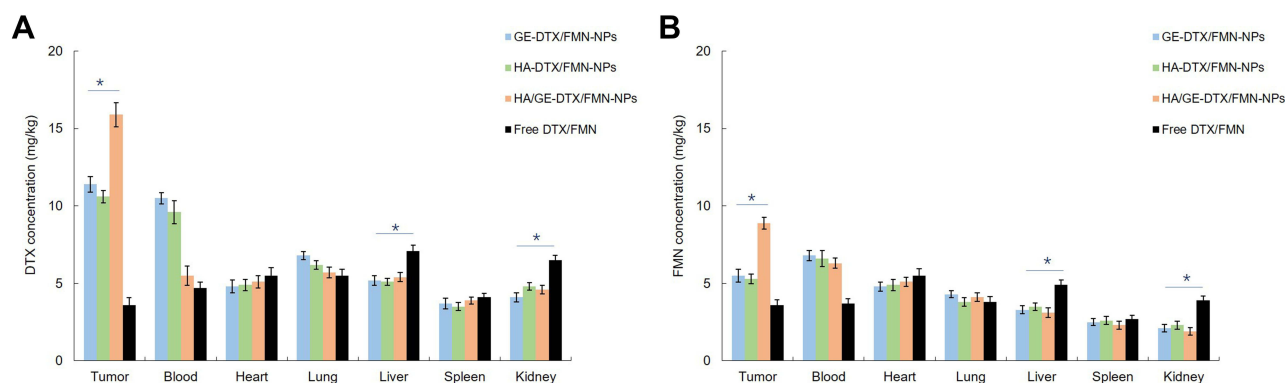 A
DTX concentration (mg/kg)
20
15
10
5
0
*
*
*
GE-DTX/FMN-NPs
HA-DTX/FMN-NPs
HA/GE-DTX/FMN-NPs
Free DTX/FMN
Tumor Blood Heart Lung Liver Spleen Kidney
B
FMN concentration (mg/kg)
20
15
10
5
0
*
*
*
GE-DTX/FMN-NPs
HA-DTX/FMN-NPs
HA/GE-DTX/FMN-NPs
Free DTX/FMN
Tumor Blood Heart Lung Liver Spleen Kidney